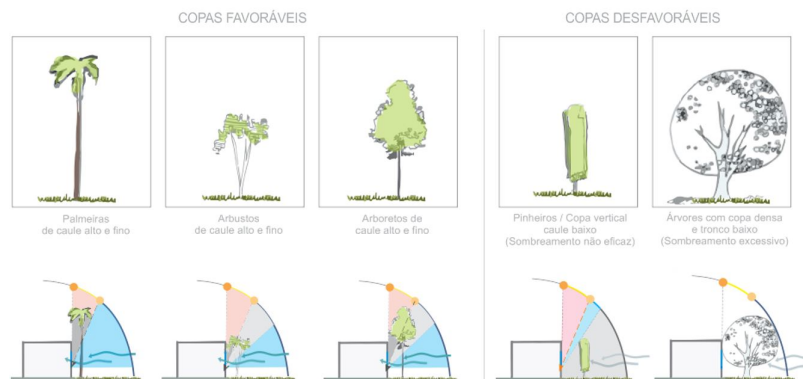 COPAS FAVORÁVEIS
COPAS DESFAVORÁVEIS
Palmeiras
de caule alto e fino
Arbustos
de caule alto e fino
Arboretos de
caule alto e fino
Pinheiros / Copa vertical
caule baixo
(Sombreamento não eficaz)
Árvores com copa densa
e tronco baixo
(Sombreamento excessivo)